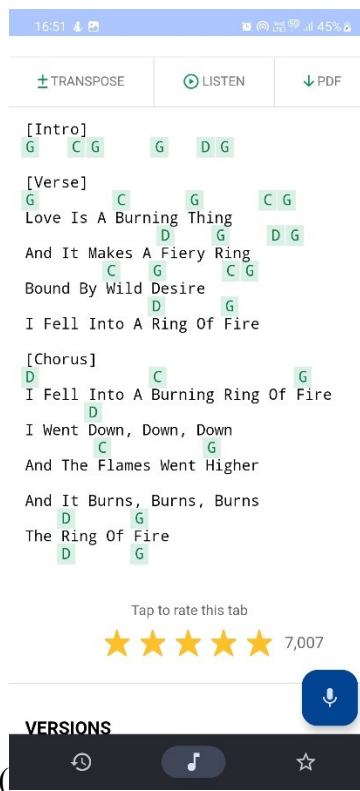 16:51 45%
±TRANSPOSE LISTEN PDF
[Intro]
G C G G D G
[Verse]
G C G C G
Love Is A Burning Thing
D G D G
And It Makes A Fiery Ring
C G C G
Bound By Wild Desire
D G
I Fell Into A Ring Of Fire
[Chorus]
D C G
I Fell Into A Burning Ring Of Fire
D
I Went Down, Down, Down
C G
And The Flames Went Higher
And It Burns, Burns, Burns
D G
The Ring Of Fire
D G
Tap to rate this tab
7,007
VERSIONS
(